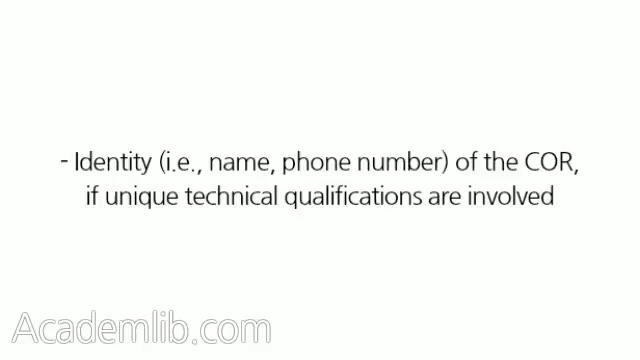 - Identity (i.e., name, phone number) of the COR,
if unique technical qualifications are involved
Academlib.com